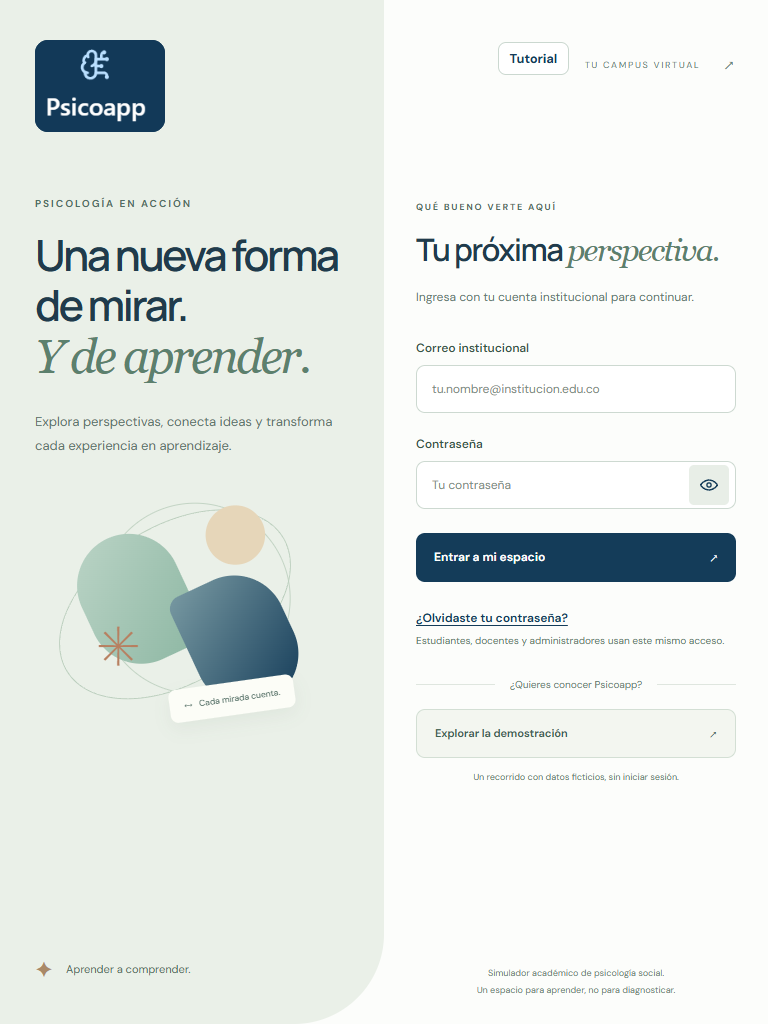 Psicoapp
PSICOLOGÍA EN ACCIÓN
Una nueva forma
de mirar.
Y de aprender.
Explora perspectivas, conecta ideas y transforma
cada experiencia en aprendizaje.
↔ Cada mirada cuenta.
Aprender a comprender.
Tutorial
TU CAMPUS VIRTUAL ↗
QUÉ BUENO VERTE AQUÍ
Tu próxima perspectiva.
Ingresa con tu cuenta institucional para continuar.
Correo institucional
tu.nombre@institucion.edu.co
Contraseña
Tu contraseña
Entrar a mi espacio ↗
¿Olvidaste tu contraseña?
Estudiantes, docentes y administradores usan este mismo acceso.
¿Quieres conocer Psicoapp?
Explorar la demostración ↗
Un recorrido con datos ficticios, sin iniciar sesión.
Simulador académico de psicología social.
Un espacio para aprender, no para diagnosticar.